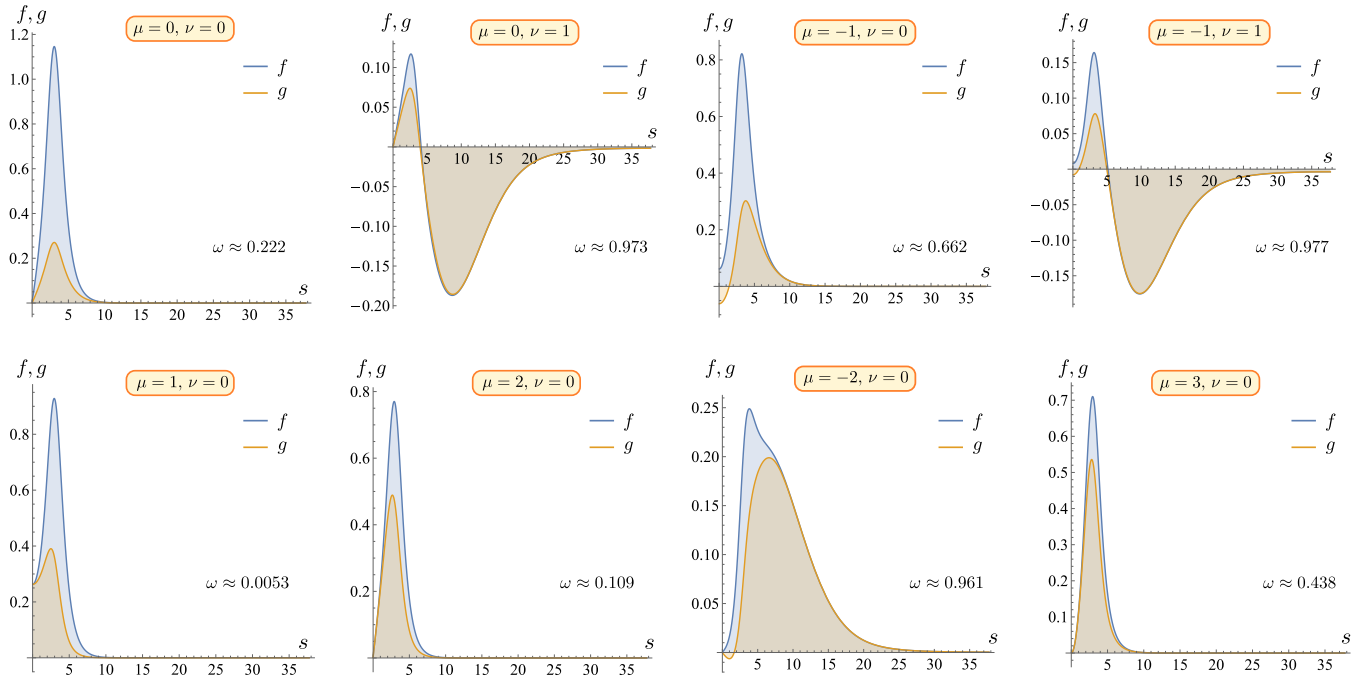 f, g
μ = 0, ν = 0
1.2
1.0
0.8
0.6
0.4
0.2
f
g
ω ≈ 0.222
s
5 10 15 20 25 30 35
f, g
μ = 0, ν = 1
0.10
0.05
−0.05
−0.10
−0.15
−0.20
f
g
s
5 10 15 20 25 30 35
ω ≈ 0.973
f, g
μ = −1, ν = 0
0.8
0.6
0.4
0.2
f
g
ω ≈ 0.662
s
5 10 15 20 25 30 35
f, g
μ = −1, ν = 1
0.15
0.10
0.05
−0.05
−0.10
−0.15
f
g
s
5 10 15 20 25 30 35
ω ≈ 0.977
f, g
μ = 1, ν = 0
0.8
0.6
0.4
0.2
f
g
ω ≈ 0.0053
s
5 10 15 20 25 30 35
f, g
μ = 2, ν = 0
0.8
0.6
0.4
0.2
f
g
ω ≈ 0.109
s
5 10 15 20 25 30 35
f, g
μ = −2, ν = 0
0.25
0.20
0.15
0.10
0.05
f
g
ω ≈ 0.961
s
5 10 15 20 25 30 35
f, g
μ = 3, ν = 0
0.7
0.6
0.5
0.4
0.3
0.2
0.1
f
g
ω ≈ 0.438
s
5 10 15 20 25 30 35